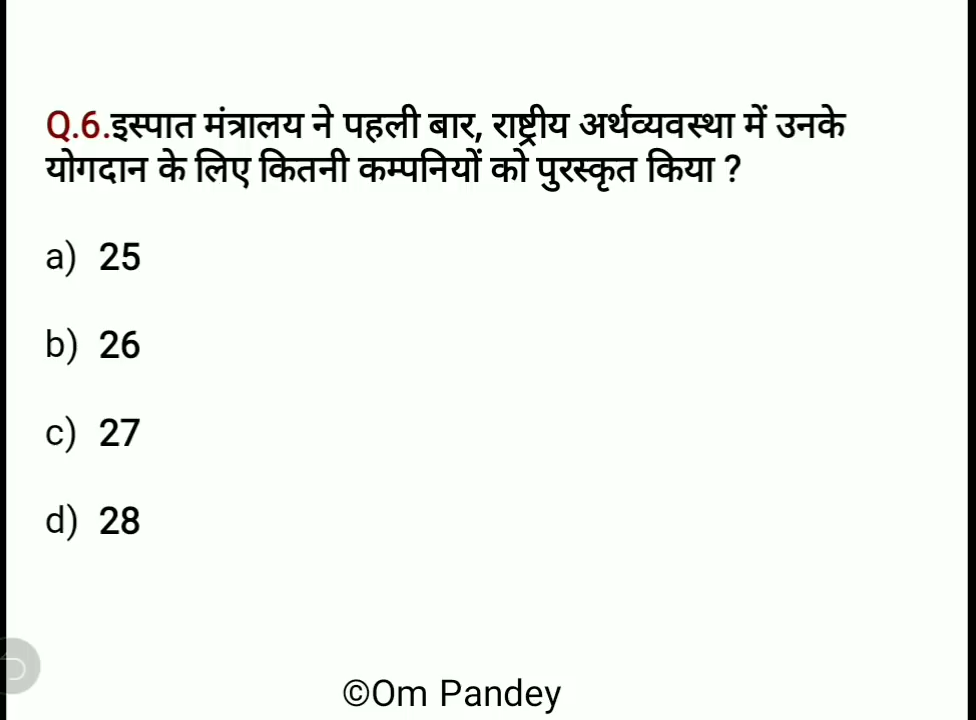 Q.6.इस्पात मंत्रालय ने पहली बार, राष्ट्रीय अर्थव्यवस्था में उनके
योगदान के लिए कितनी कम्पनियों को पुरस्कृत किया ?
a) 25
b) 26
c) 27
d) 28
©Om Pandey